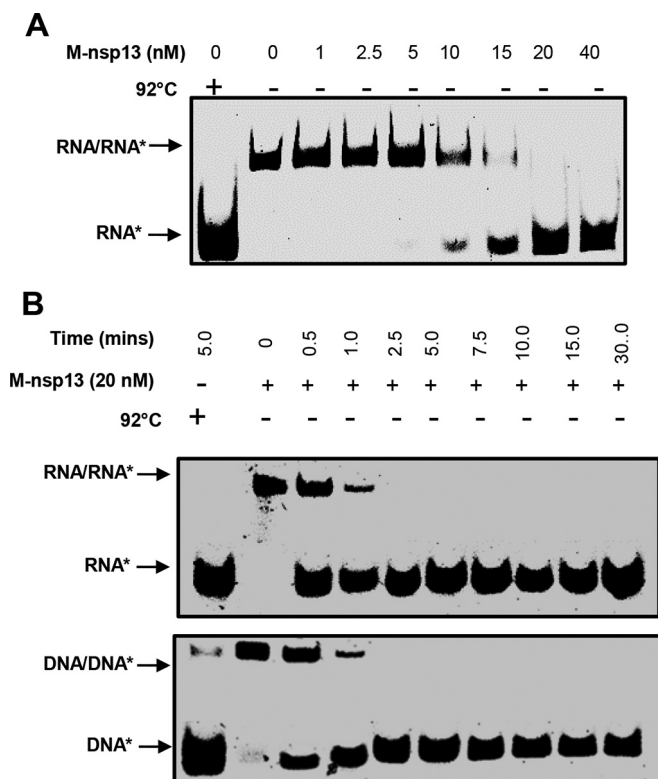 A
M-nsp13 (nM) 0 0 1 2.5 5 10 15 20 40
92°C + - - - - - - - -
RNA/RNA*
RNA*
B
Time (mins) 5.0 0 0.5 1.0 2.5 5.0 7.5 10.0 15.0 30..0
M-nsp13 (20 nM) - + + + + + + + + +
92°C + - - - - - - - - -
RNA/RNA*
RNA*
DNA/DNA*
DNA*